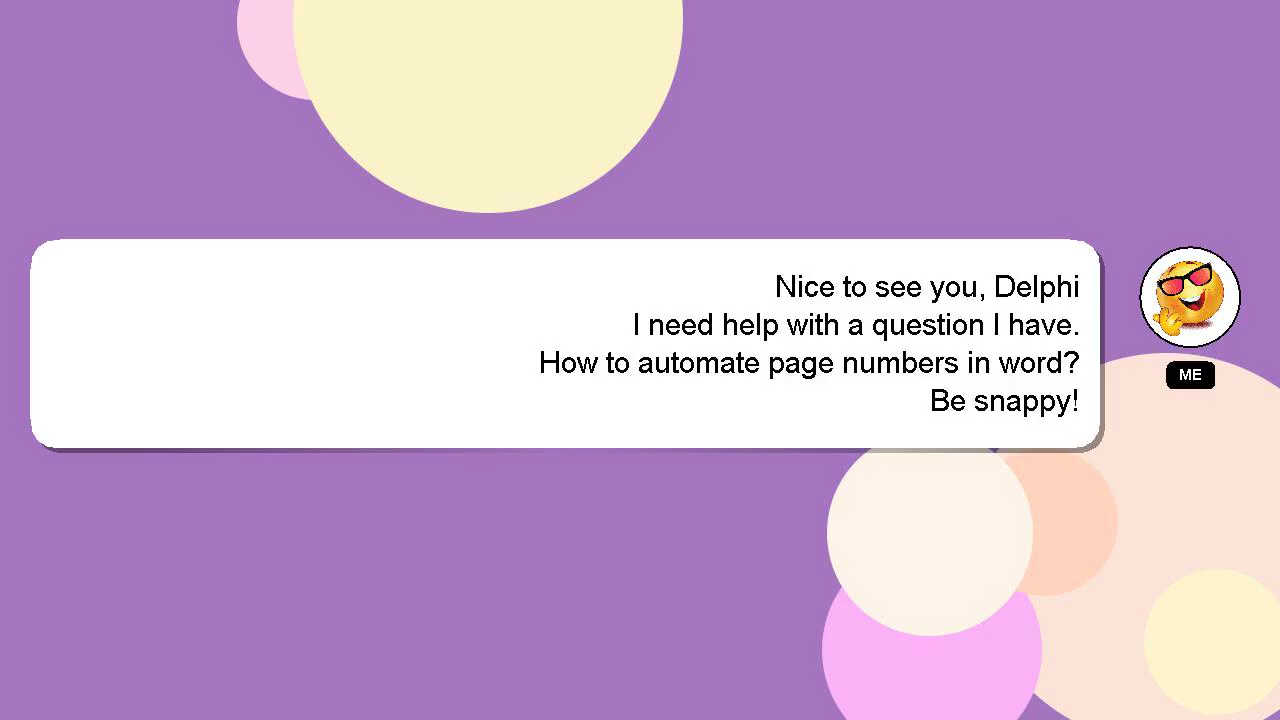 Nice to see you, Delphi
I need help with a question I have.
How to automate page numbers in word?
Be snappy!
ME